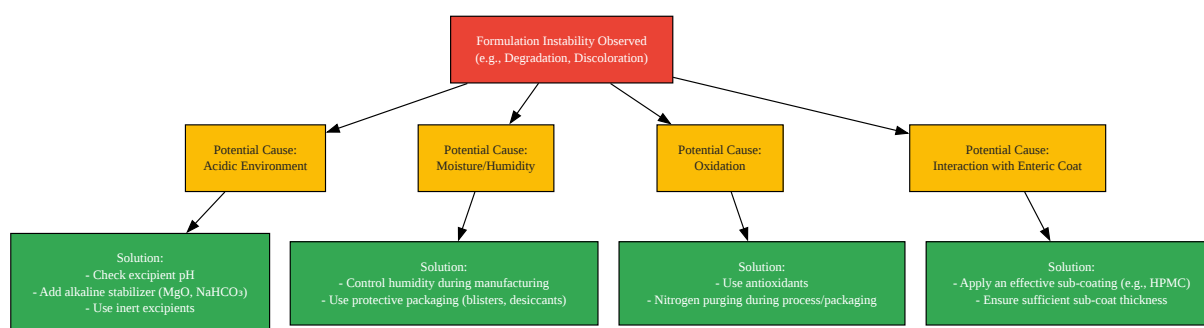 Formulation Instability Observed
(e.g., Degradation, Discoloration)
Potential Cause:
Acidic Environment
Potential Cause:
Moisture/Humidity
Potential Cause:
Oxidation
Potential Cause:
Interaction with Enteric Coat
Solution:
- Check excipient pH
- Add alkaline stabilizer (MgO, NaHCO₃)
- Use inert excipients
Solution:
- Control humidity during manufacturing
- Use protective packaging (blisters, desiccants)
Solution:
- Use antioxidants
- Nitrogen purging during process/packaging
Solution:
- Apply an effective sub-coating (e.g., HPMC)
- Ensure sufficient sub-coat thickness